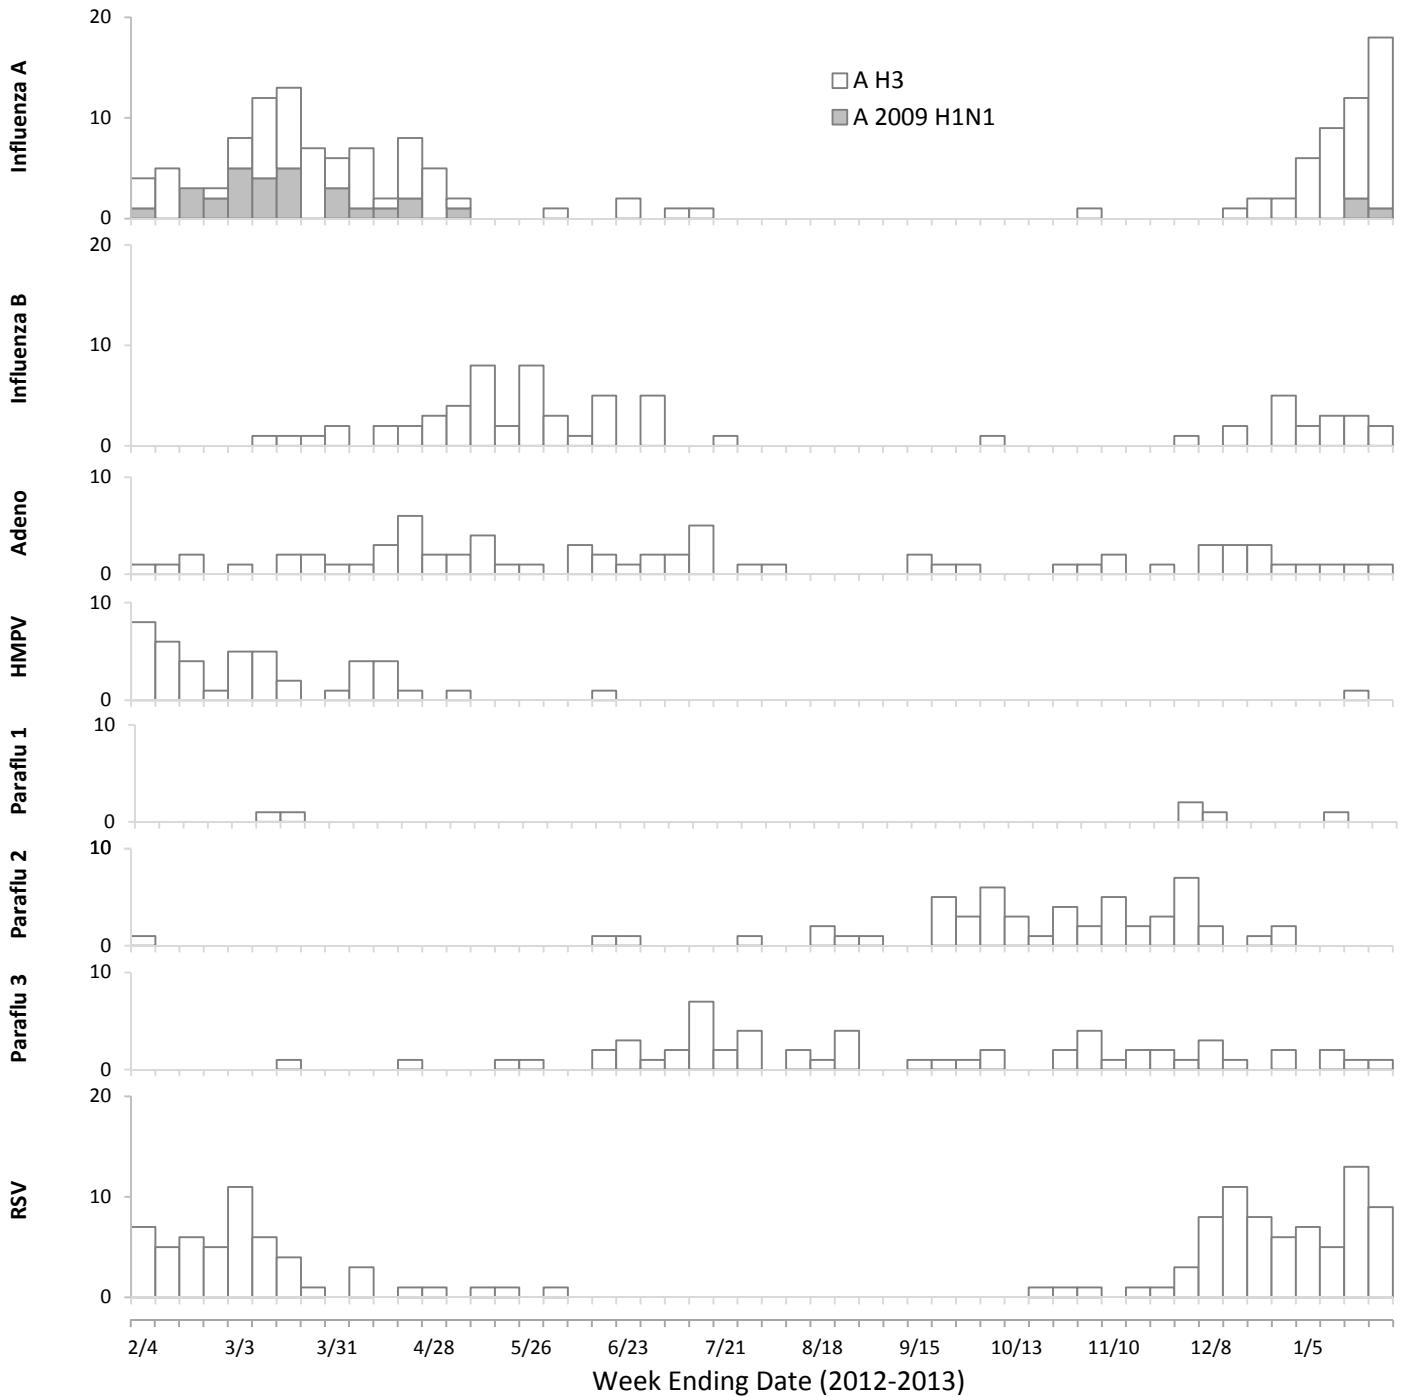 Influenza A
20
10
0
A H3
A 2009 H1N1
Influenza B
20
10
0
Adeno
10
0
HMPV
10
0
Paraflu 1
10
0
Paraflu 2
10
0
Paraflu 3
10
0
RSV
20
10
0
2/4 3/3 3/31 4/28 5/26 6/23 7/21 8/18 9/15 10/13 11/10 12/8 1/5
Week Ending Date (2012-2013)